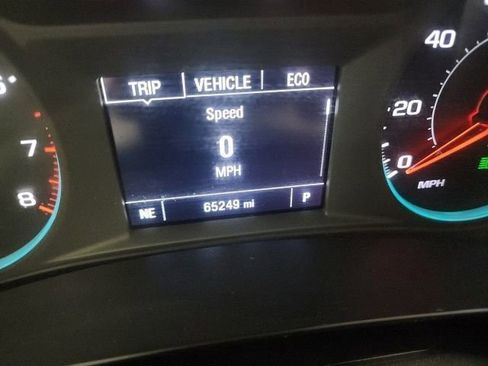 TRIP VEHICLE ECO
Speed
0
MPH
NE 65249 mi P
7
8
40
20
0
MPH